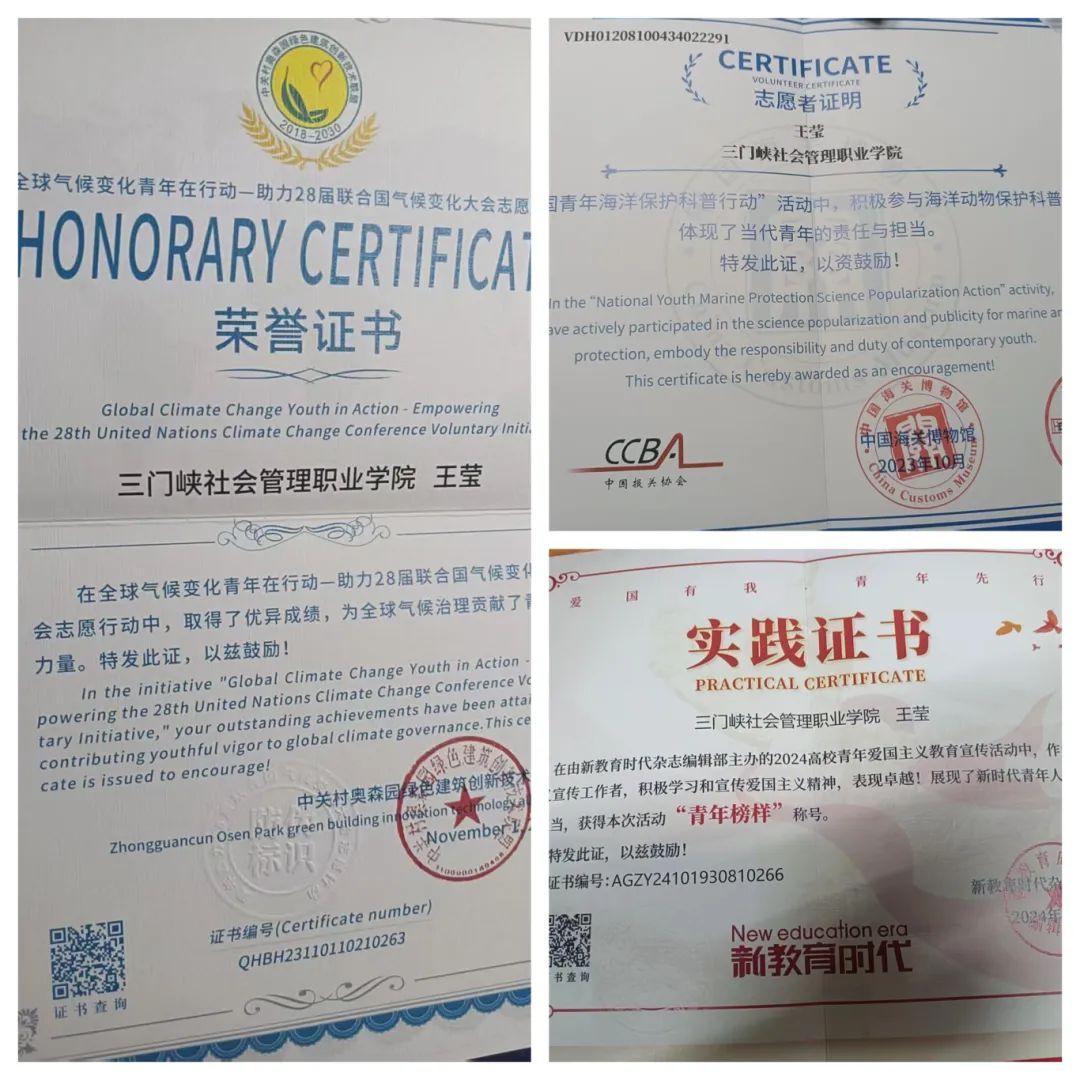 中关村奥森园绿色建筑创新技术联盟
2018-2030
全球气候变化青年在行动—助力28届联合国气候变化大会志愿
HONORARY CERTIFICAT
荣誉证书
Global Climate Change Youth in Action - Empowering
the 28th United Nations Climate Change Conference Voluntary Initia
三门峡社会管理职业学院 王莹
在全球气候变化青年在行动—助力28届联合国气候变化
会志愿行动中，取得了优异成绩，为全球气候治理贡献了青
力量。特发此证，以兹鼓励！
In the initiative "Global Climate Change Youth in Action -
powering the 28th United Nations Climate Change Conference Vo
tary Initiative," your outstanding achievements have been attai
contributing youthful vigor to global climate governance.This ce
cate is issued to encourage!
中关村奥森园绿色建筑创新技术
Zhongguancun Osen Park green building innovation technology al
November 1,
防伪
标识
证书编号(Certificate number)
QHBH23110110210263
证书查询
VDH01208100434022291
CERTIFICATE
VOLUNTEER CERTIFICATE
志愿者证明
王莹
三门峡社会管理职业学院
国青年海洋保护科普行动”活动中，积极参与海洋动物保护科普
体现了当代青年的责任与担当。
特发此证，以资鼓励！
In the “National Youth Marine Protection Science Popularization Action” activity,
ave actively participated in the science popularization and publicity for marine an
protection, embody the responsibility and duty of contemporary youth.
This certificate is hereby awarded as an encouragement!
CCBA
中国报关协会
中国海关博物馆
中国海关博物馆
2023年10月
China Customs Museum
爱国有我 青年先行
实践证书
PRACTICAL CERTIFICATE
三门峡社会管理职业学院 王莹
在由新教育时代杂志编辑部主办的2024高校青年爱国主义教育宣传活动中，作
宣传工作者，积极学习和宣传爱国主义精神，表现卓越！展现了新时代青年人
当，获得本次活动“青年榜样”称号。
特发此证，以兹鼓励！
证书编号：AGZY24101930810266
新教育时代杂
2024年
New education era
新教育时代
书查询